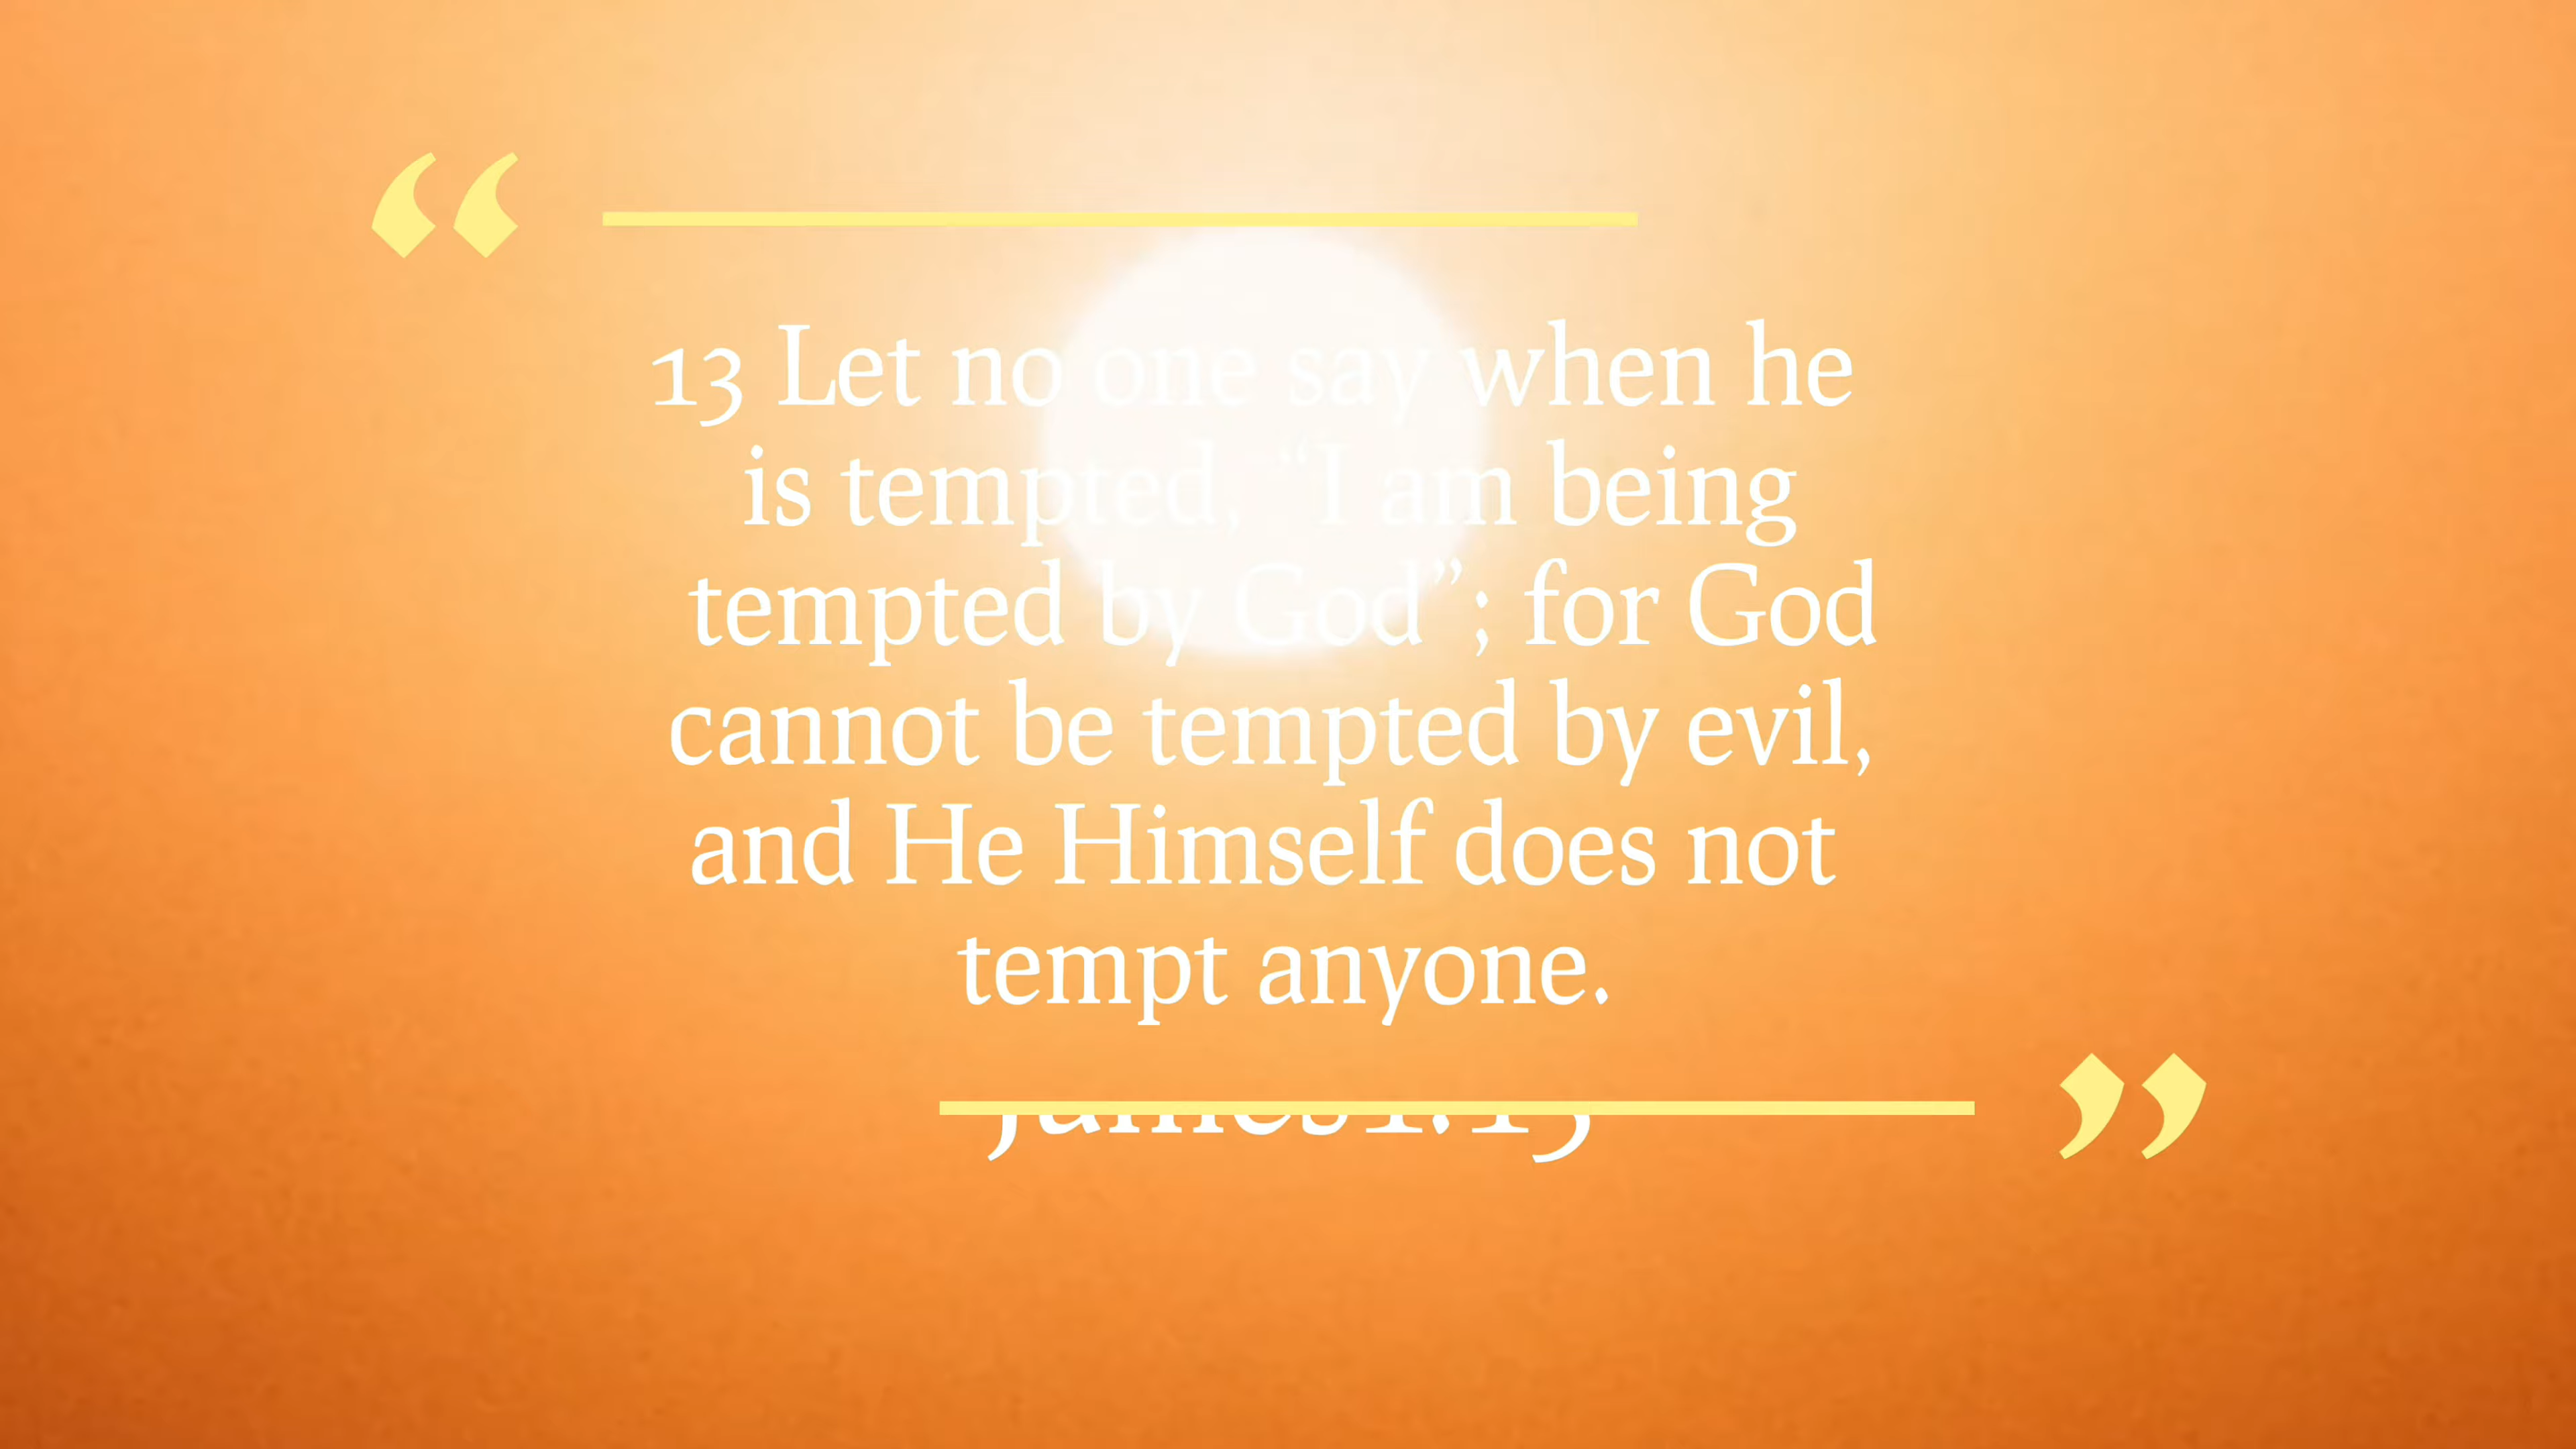 “
13 Let no one say when he
is tempted, “I am being
tempted by God”; for God
cannot be tempted by evil,
and He Himself does not
tempt anyone.
James 1:13
”